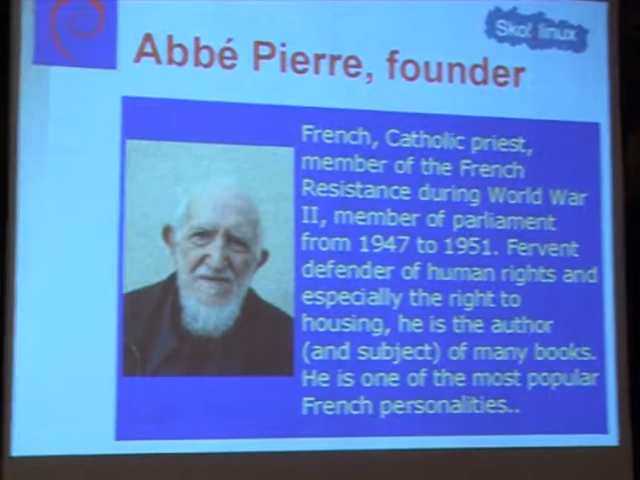 Skol linux
Abbé Pierre, founder
French, Catholic priest,
member of the French
Resistance during World War
II, member of parliament
from 1947 to 1951. Fervent
defender of human rights and
especially the right to
housing, he is the author
(and subject) of many books.
He is one of the most popular
French personalities..